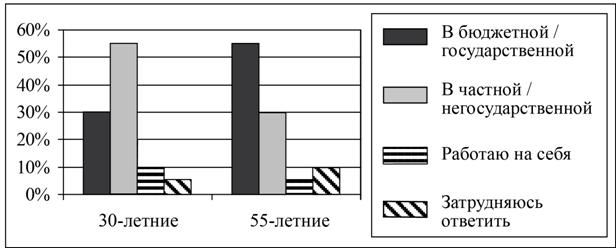 60%
50%
40%
30%
20%
10%
0%
30-летние
55-летние
В бюджетной /
государственной
В частной /
негосударственной
Работаю на себя
Затрудняюсь
ответить